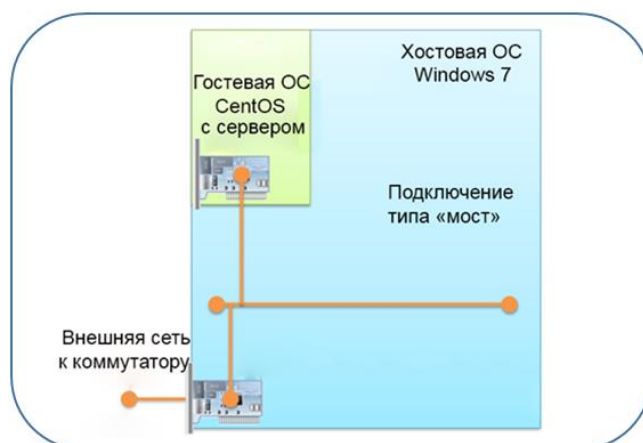 Хостовая ОС
Windows 7
Гостевая ОС
CentOS
с сервером
Подключение
типа «мост»
Внешняя сеть
к коммутатору